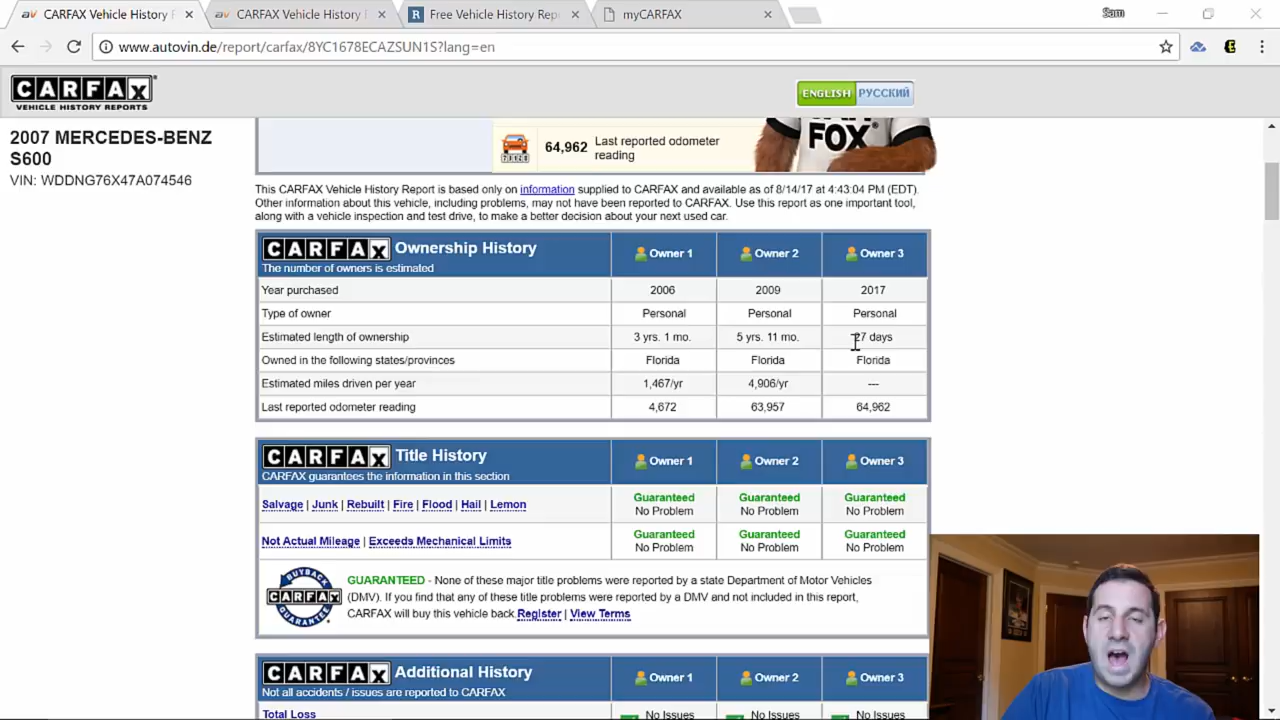 CARFAX Vehicle History R
CARFAX Vehicle History
Free Vehicle History Rep
myCARFAX
Sam
www.autovin.de/report/carfax/8YC1678ECAZSUN1S?lang=en
CARFAX
VEHICLE HISTORY REPORTS
ENGLISH РУССКИЙ
2007 MERCEDES-BENZ
S600
VIN: WDDNG76X47A074546
64,962 Last reported odometer
reading
FOX
This CARFAX Vehicle History Report is based only on information supplied to CARFAX and available as of 8/14/17 at 4:43:04 PM (EDT).
Other information about this vehicle, including problems, may not have been reported to CARFAX. Use this report as one important tool,
along with a vehicle inspection and test drive, to make a better decision about your next used car.
CARFAX Ownership History
The number of owners is estimated
Owner 1 Owner 2 Owner 3
Year purchased 2006 2009 2017
Type of owner Personal Personal Personal
Estimated length of ownership 3 yrs. 1 mo. 5 yrs. 11 mo. 27 days
Owned in the following states/provinces Florida Florida Florida
Estimated miles driven per year 1,467/yr 4,906/yr ---
Last reported odometer reading 4,672 63,957 64,962
CARFAX Title History
CARFAX guarantees the information in this section
Owner 1 Owner 2 Owner 3
Salvage | Junk | Rebuilt | Fire | Flood | Hail | Lemon
Guaranteed Guaranteed Guaranteed
No Problem No Problem No Problem
Not Actual Mileage | Exceeds Mechanical Limits
Guaranteed Guaranteed Guaranteed
No Problem No Problem No Problem
BUYBACK
CARFAX
GUARANTEE
GUARANTEED - None of these major title problems were reported by a state Department of Motor Vehicles
(DMV). If you find that any of these title problems were reported by a DMV and not included in this report,
CARFAX will buy this vehicle back. Register | View Terms
CARFAX Additional History
Not all accidents / issues are reported to CARFAX
Owner 1 Owner 2 Owner 3
Total Loss
No Issues No Issues No Issues